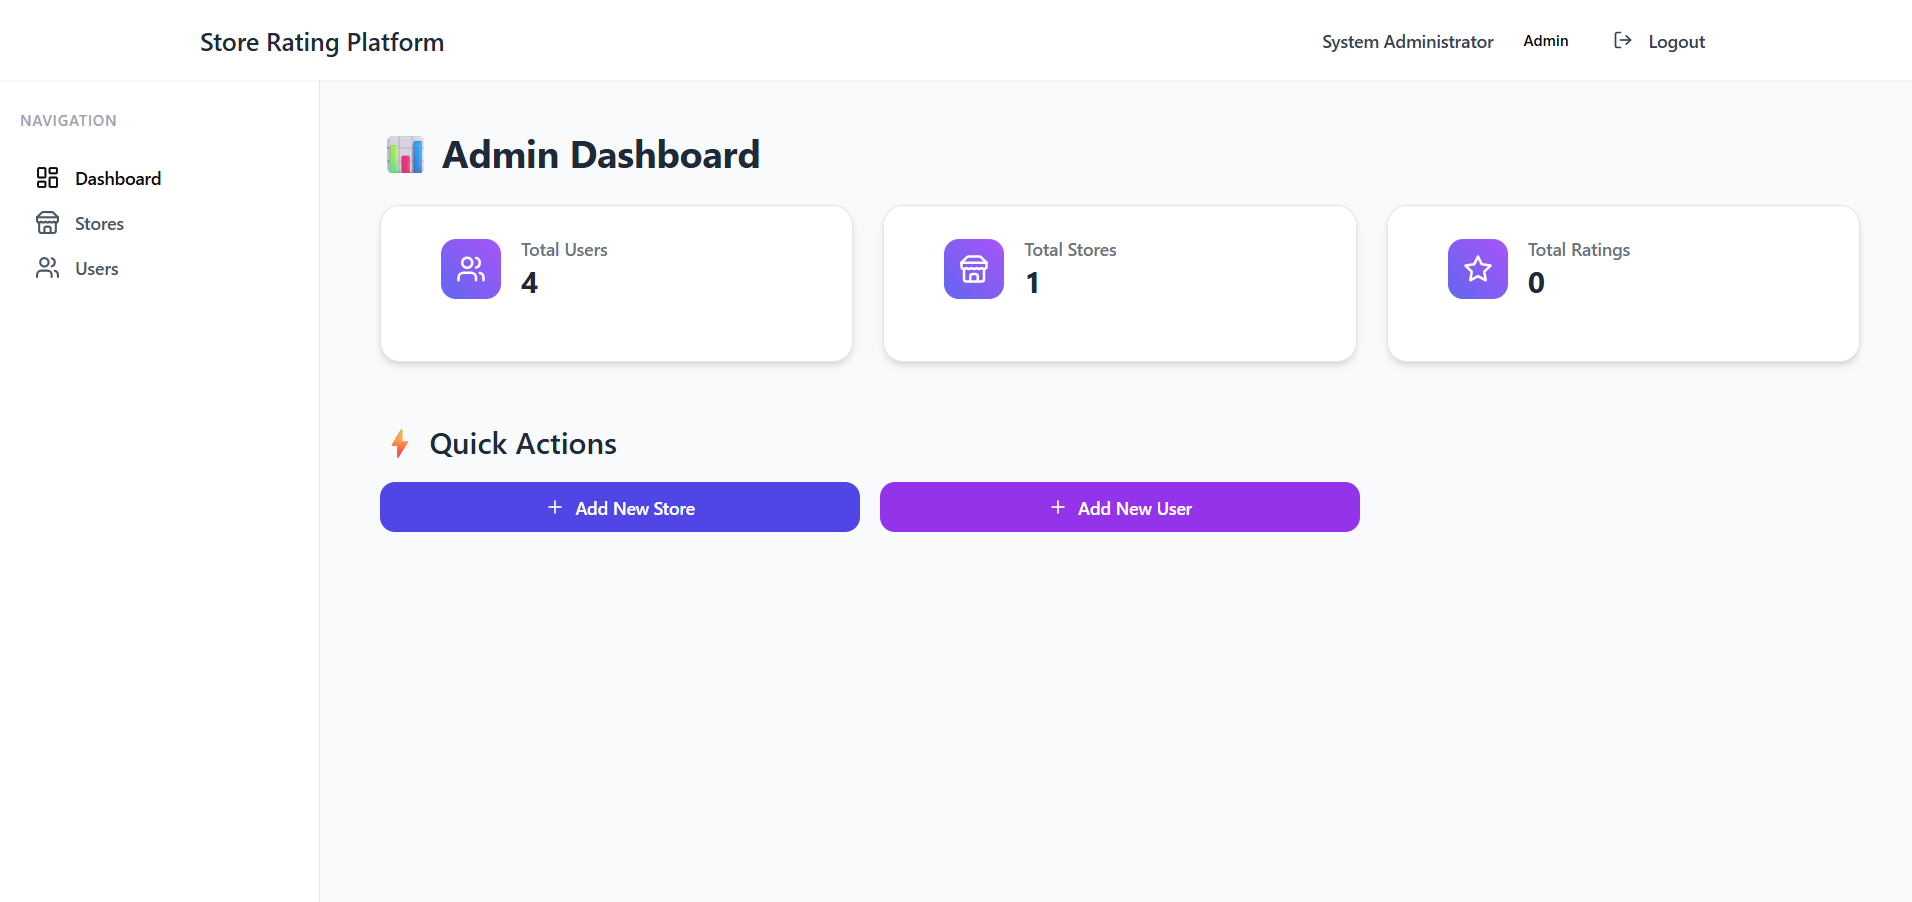 Store Rating Platform
System Administrator Admin Logout
NAVIGATION
Dashboard
Stores
Users
Admin Dashboard
Total Users
4
Total Stores
1
Total Ratings
0
Quick Actions
+ Add New Store
+ Add New User